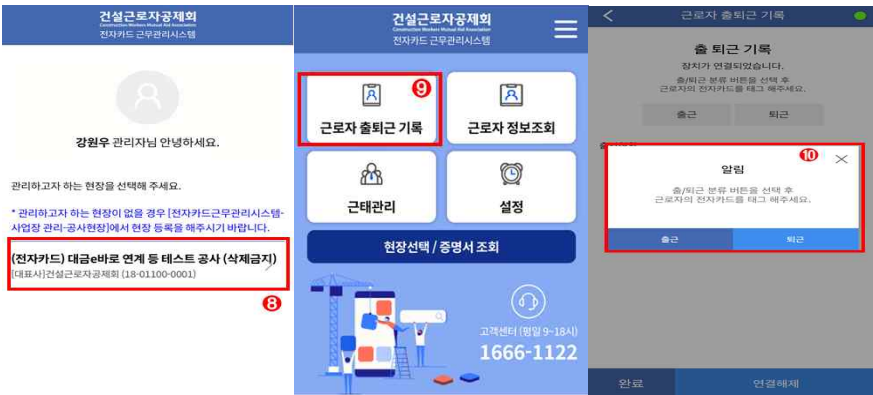 건설근로자공제회
Construction Workers Mutual Aid Association
전자카드 근무관리시스템
강원우 관리자님 안녕하세요.
관리하고자 하는 현장을 선택해 주세요.
* 관리하고자 하는 현장이 없을 경우 [전자카드근무관리시스템-
사업장 관리-공사현장]에서 현장 등록을 해주시기 바랍니다.
(전자카드) 대금e바로 연계 등 테스트 공사 (삭제금지)
[대표사]건설근로자공제회 (18-01100-0001)
8
건설근로자공제회
Construction Workers Mutual Aid Association
전자카드 근무관리시스템
9
근로자 출퇴근 기록
근로자 정보조회
근태관리
설정
현장선택 / 증명서 조회
고객센터 (평일 9~18시)
1666-1122
근로자 출퇴근 기록
출 퇴근 기록
장치가 연결되었습니다.
출/퇴근 분류 버튼을 선택 후
근로자의 전자카드를 태그 해주세요.
출근 퇴근
10
알림
출/퇴근 분류 버튼을 선택 후
근로자의 전자카드를 태그 해주세요.
출근 퇴근
완료 연결해제